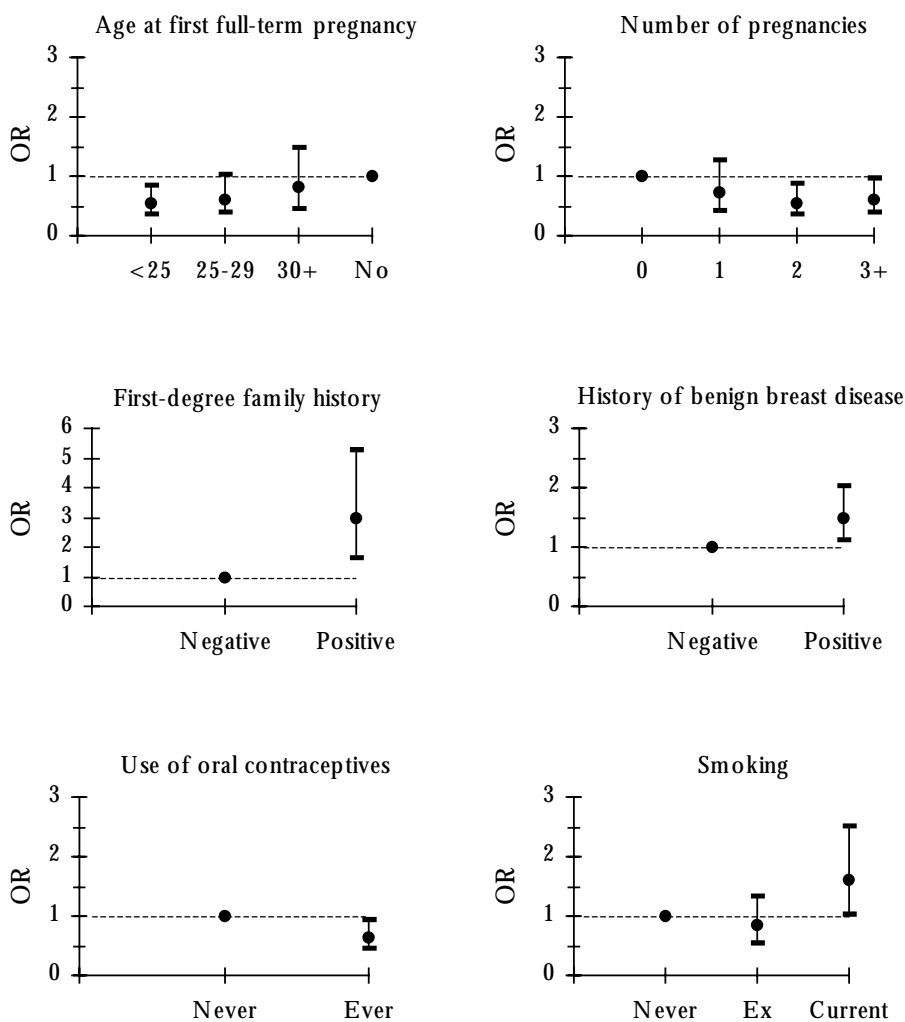 Age at first full-term pregnancy
3
2
1
0
OR
<25 25-29 30+ No
Number of pregnancies
3
2
1
0
OR
0 1 2 3+
First-degree family history
6
5
4
3
2
1
0
OR
Negative Positive
History of benign breast disease
3
2
1
0
OR
Negative Positive
Use of oral contraceptives
3
2
1
0
OR
Never Ever
Smoking
3
2
1
0
OR
Never Ex Current